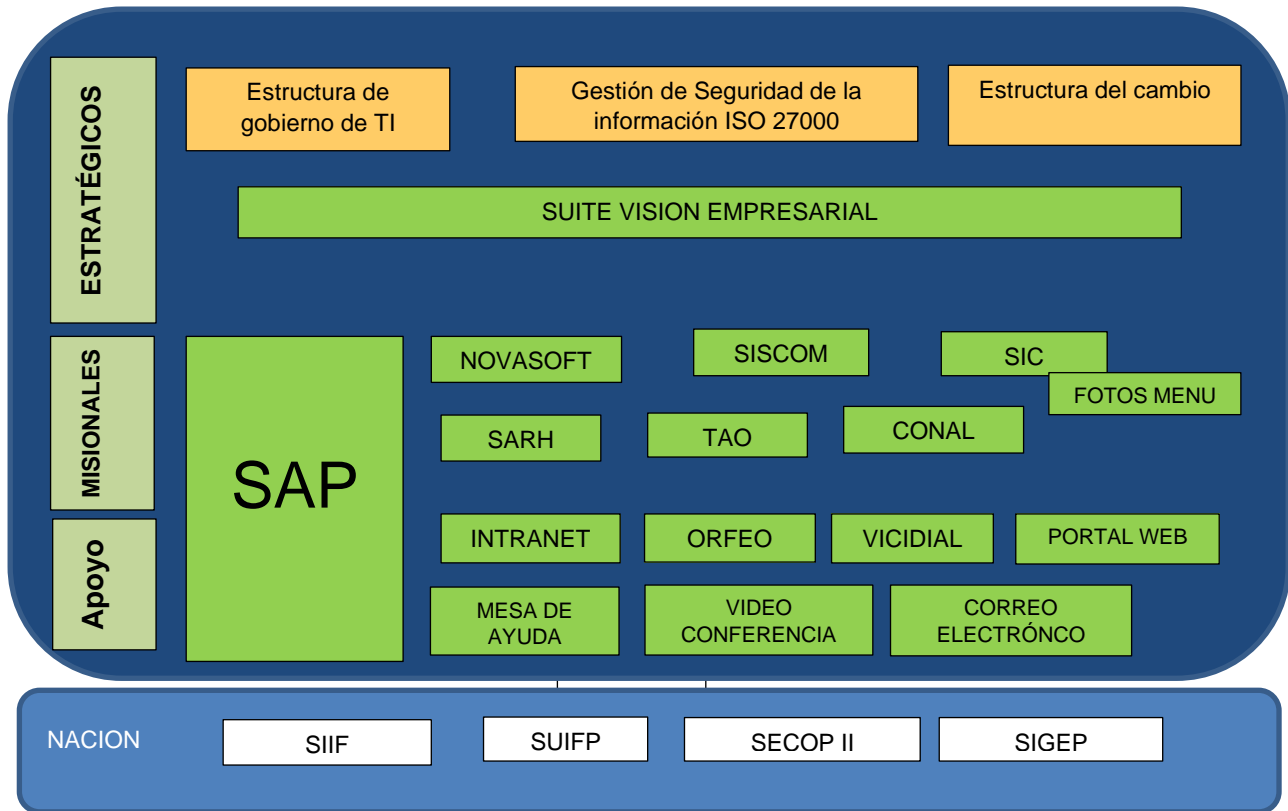 ESTRATÉGICOS
Estructura de
gobierno de TI
Gestión de Seguridad de la
información ISO 27000
Estructura del cambio
SUITE VISION EMPRESARIAL
MISIONALES
SAP
NOVASOFT
SISCOM
SIC
FOTOS MENU
SARH
TAO
CONAL
Apoyo
INTRANET
ORFEO
VICIDIAL
PORTAL WEB
MESA DE
AYUDA
VIDEO
CONFERENCIA
CORREO
ELECTRÓNCO
NACION
SIIF
SUIFP
SECOP II
SIGEP